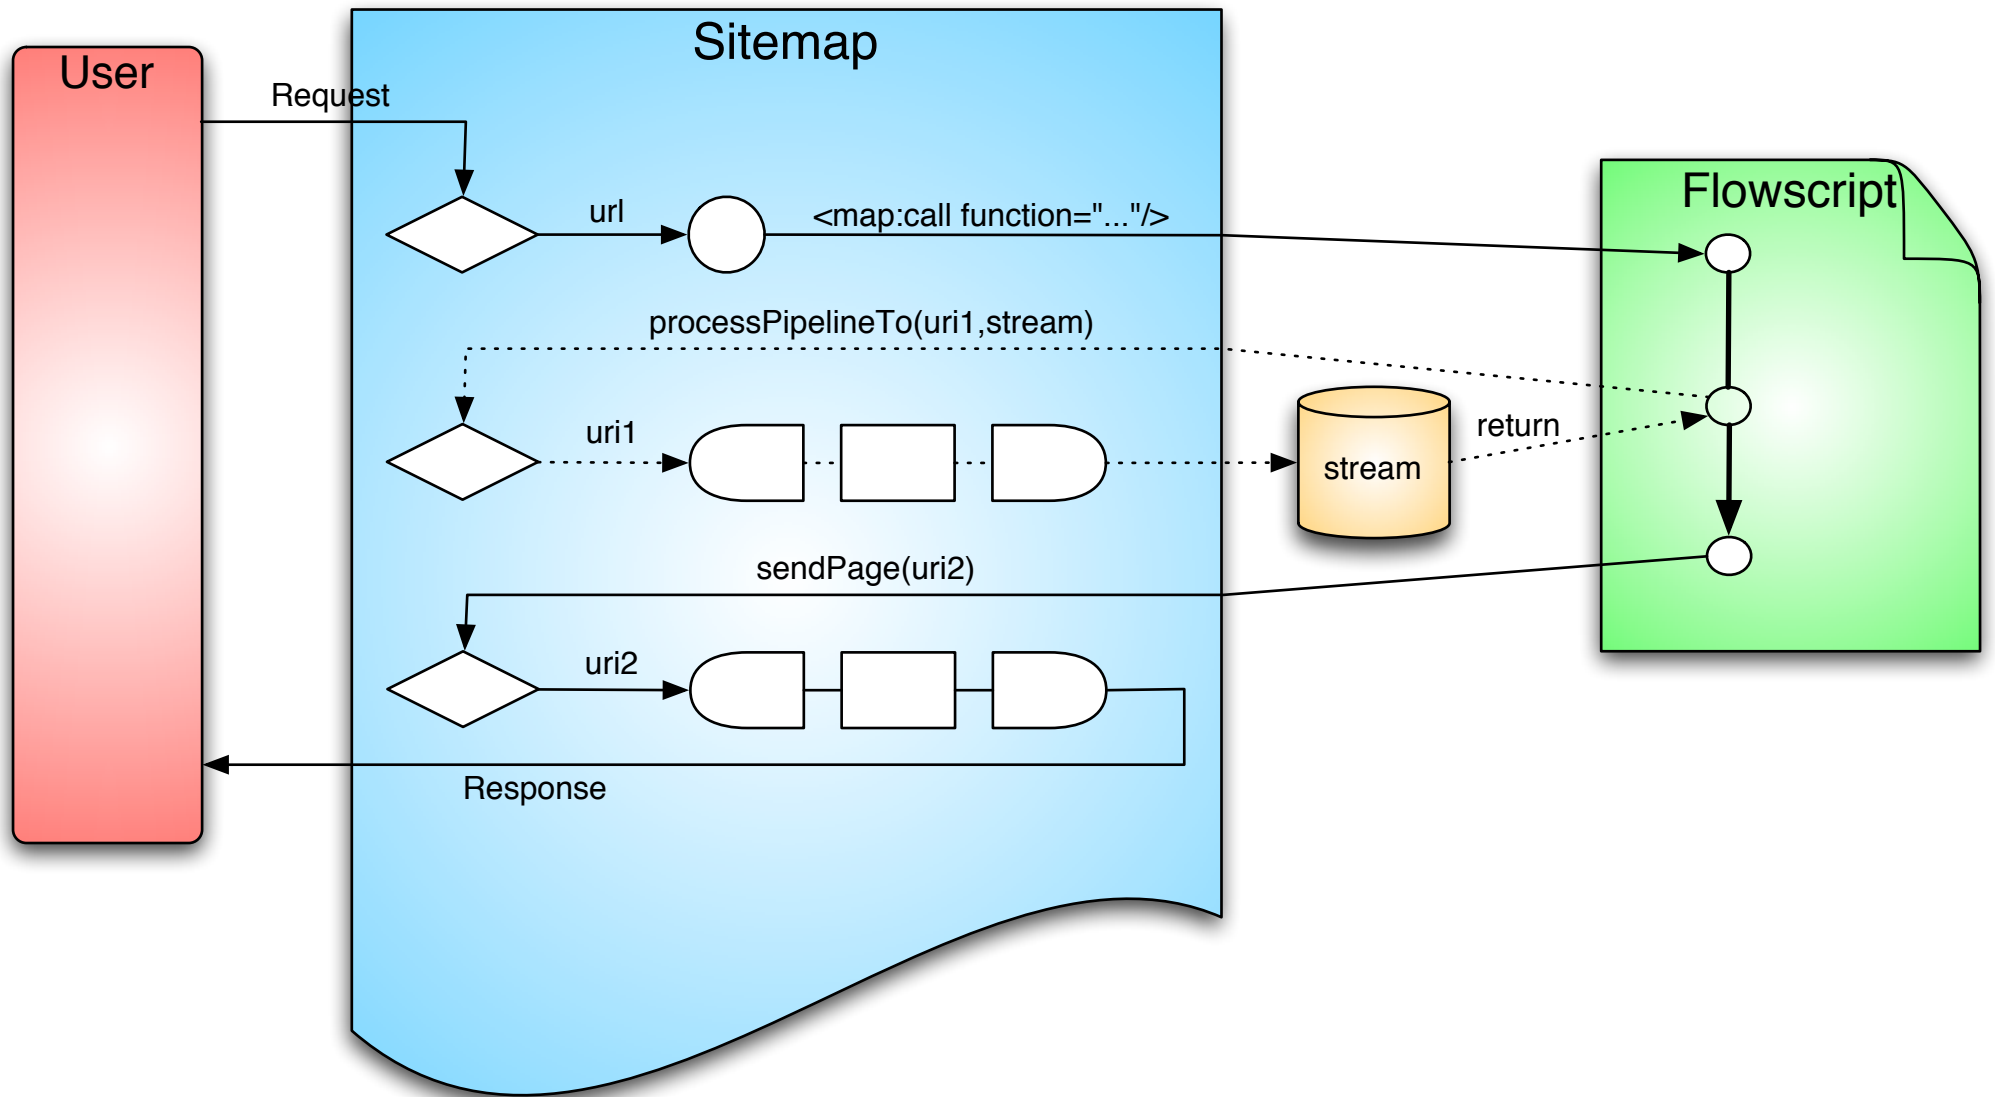 Sitemap
User
Request
Flowscript
url
<map:call function="..."/>
processPipelineTo(uri1,stream)
uri1
return
stream
sendPage(uri2)
uri2
Response